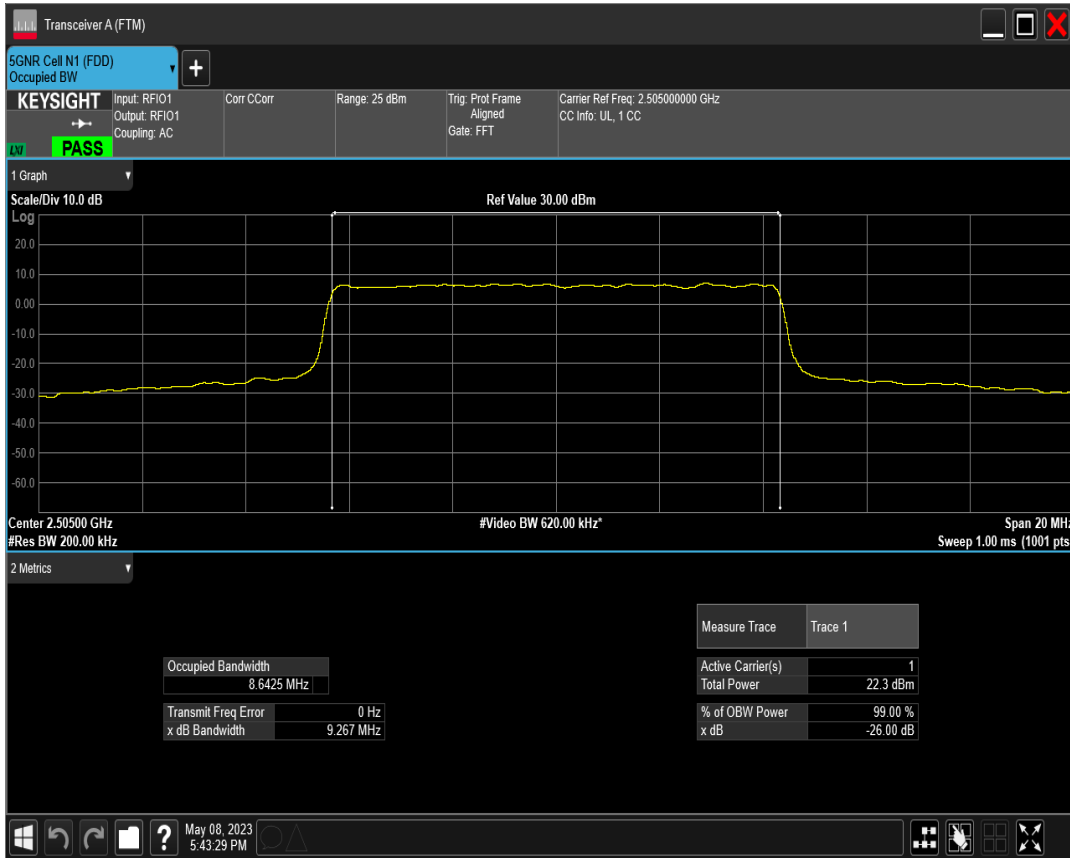 Transceiver A (FTM)
5GNR Cell N1 (FDD)
Occupied BW
+
KEYSIGHT
LXI
PASS
Input: RFIO1
Output: RFIO1
Coupling: AC
Corr CCorr
Range: 25 dBm
Trig: Prot Frame
Aligned
Gate: FFT
Carrier Ref Freq: 2.505000000 GHz
CC Info: UL, 1 CC
1 Graph
Scale/Div 10.0 dB
Ref Value 30.00 dBm
Log
20.0
10.0
0.00
-10.0
-20.0
-30.0
-40.0
-50.0
-60.0
Center 2.50500 GHz
#Video BW 620.00 kHz*
Span 20 MHz
#Res BW 200.00 kHz
Sweep 1.00 ms (1001 pts
2 Metrics
Measure Trace Trace 1
Occupied Bandwidth
8.6425 MHz
Active Carrier(s) 1
Total Power 22.3 dBm
Transmit Freq Error 0 Hz
x dB Bandwidth 9.267 MHz
% of OBW Power 99.00 %
x dB -26.00 dB
?
May 08, 2023
5:43:29 PM